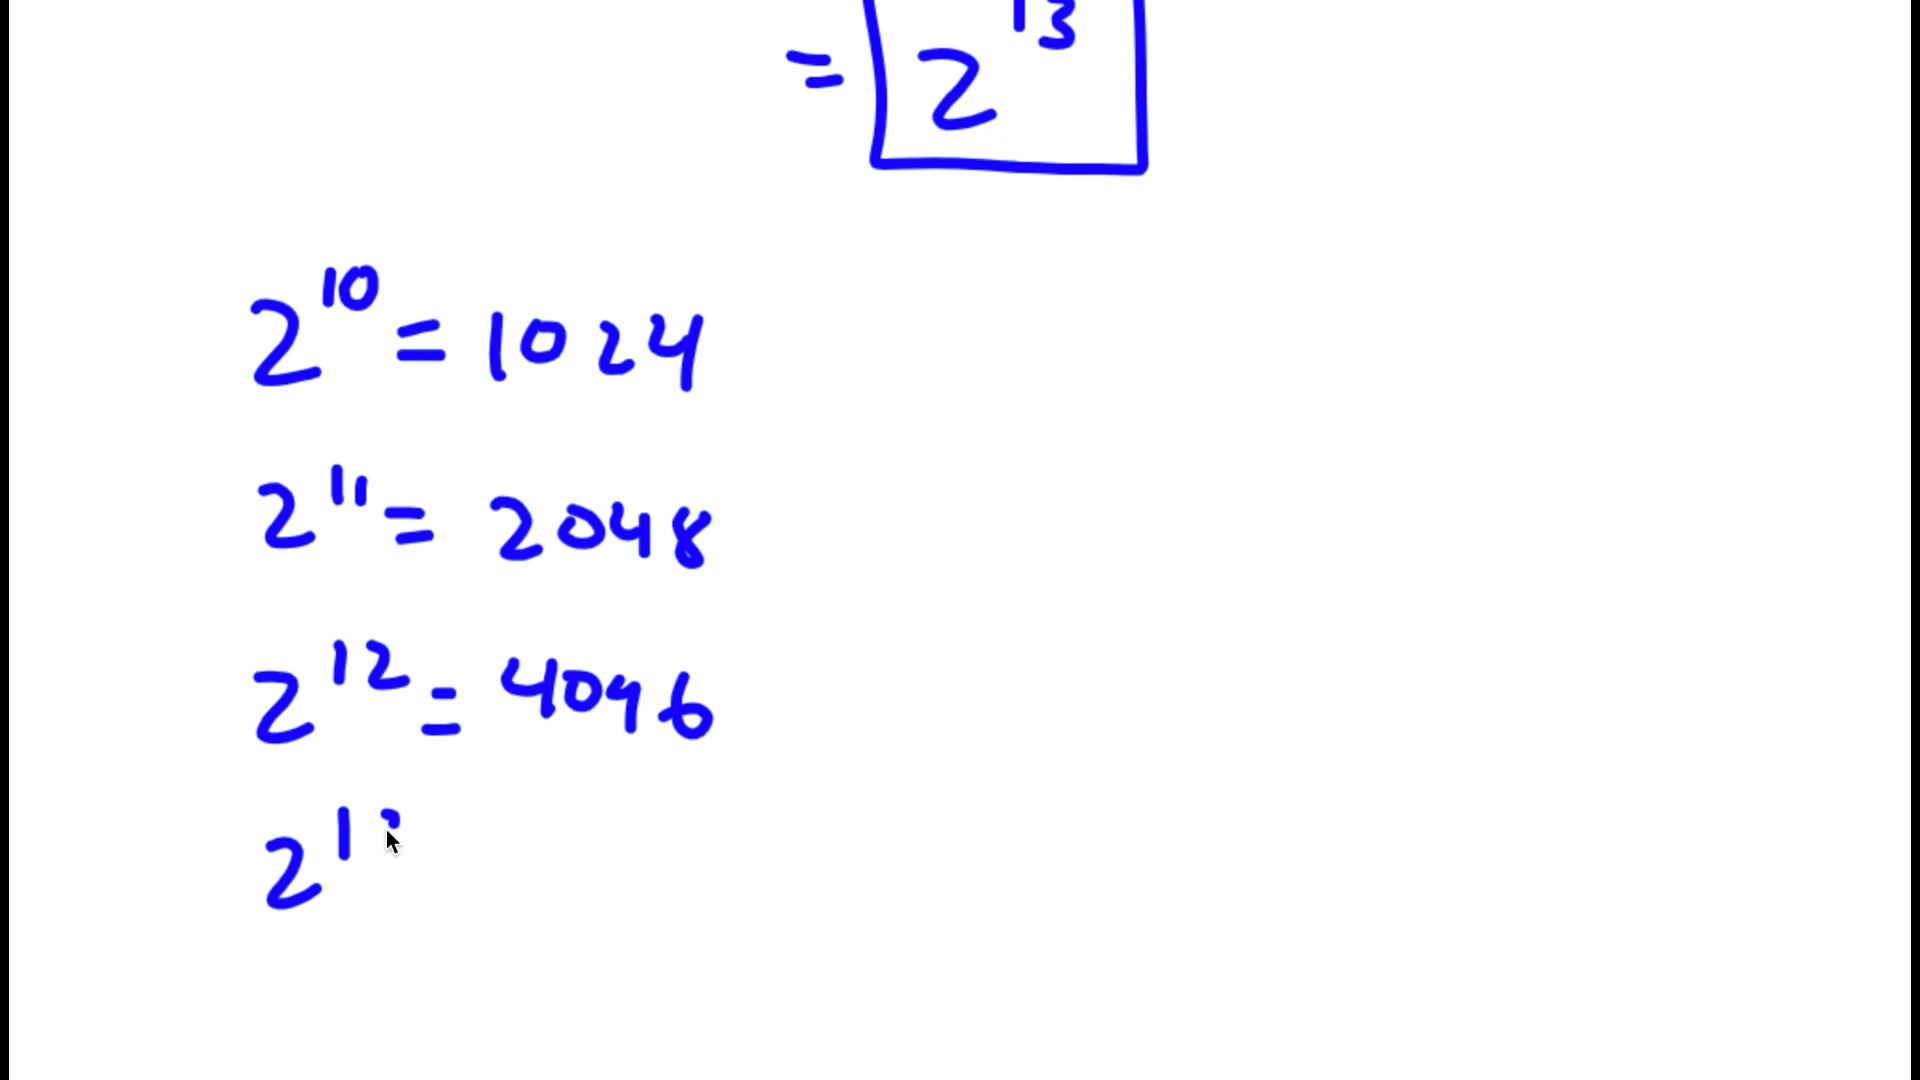 = 2^13
2^10 = 1024
2^11 = 2048
2^12 = 4096
2^1